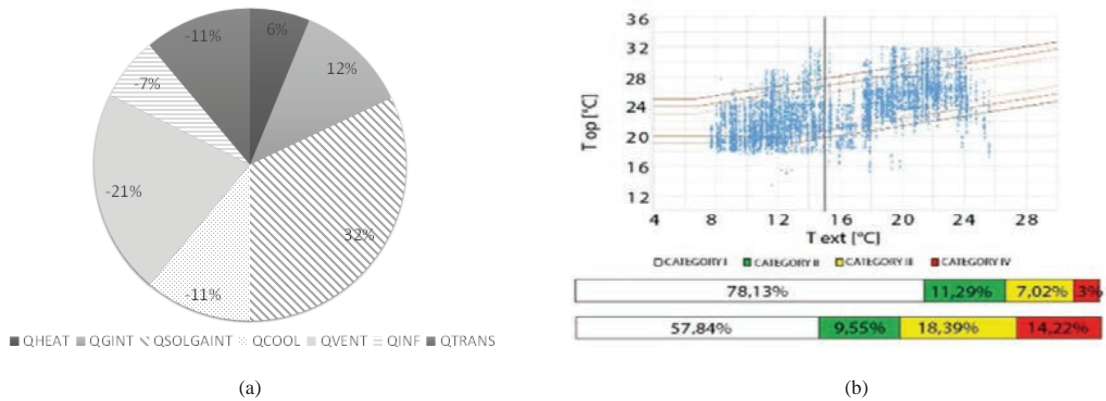 -11%
6%
12%
-7%
-21%
32%
-11%
QHEAT QGINT QSOLGAINT QCOOL QVENT QINF QTRANS
(a)
36
32
28
24
20
16
12
Top [°C]
4 8 12 16 20 24 28
T ext [°C]
CATEGORY I CATEGORY II CATEGORY III CATEGORY IV
78,13% 11,29% 7,02% 3%
57,84% 9,55% 18,39% 14,22%
(b)